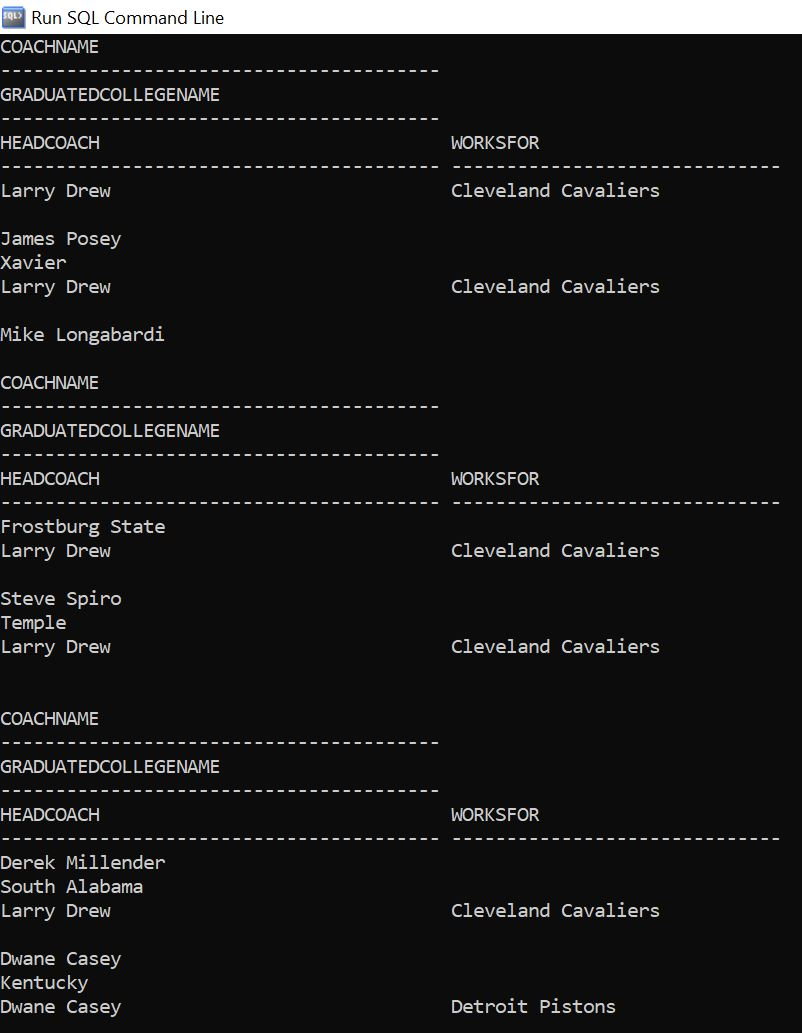 SQL> Run SQL Command Line
COACHNAME
----------------------------------------
GRADUATEDCOLLEGENAME
----------------------------------------
HEADCOACH WORKSFOR
---------------------------------------- ------------------------------
Larry Drew Cleveland Cavaliers
James Posey
Xavier
Larry Drew Cleveland Cavaliers
Mike Longabardi
COACHNAME
----------------------------------------
GRADUATEDCOLLEGENAME
----------------------------------------
HEADCOACH WORKSFOR
---------------------------------------- ------------------------------
Frostburg State
Larry Drew Cleveland Cavaliers
Steve Spiro
Temple
Larry Drew Cleveland Cavaliers
COACHNAME
----------------------------------------
GRADUATEDCOLLEGENAME
----------------------------------------
HEADCOACH WORKSFOR
---------------------------------------- ------------------------------
Derek Millender
South Alabama
Larry Drew Cleveland Cavaliers
Dwane Casey
Kentucky
Dwane Casey Detroit Pistons